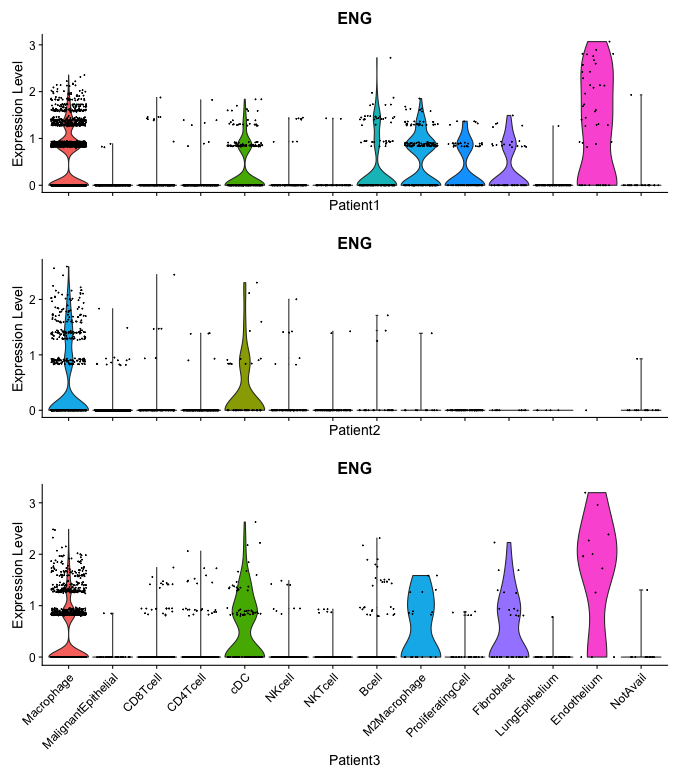 ENG
Expression Level
3
2
1
0
Patient1
ENG
Expression Level
2
1
0
Patient2
ENG
Expression Level
3
2
1
0
Macrophage
MalignantEpithelial
CD8Tcell
CD4Tcell
cDC
NKcell
NKTcell
Bcell
M2Macrophage
ProliferatingCell
Fibroblast
LungEpithelium
Endothelium
NotAvail
Patient3